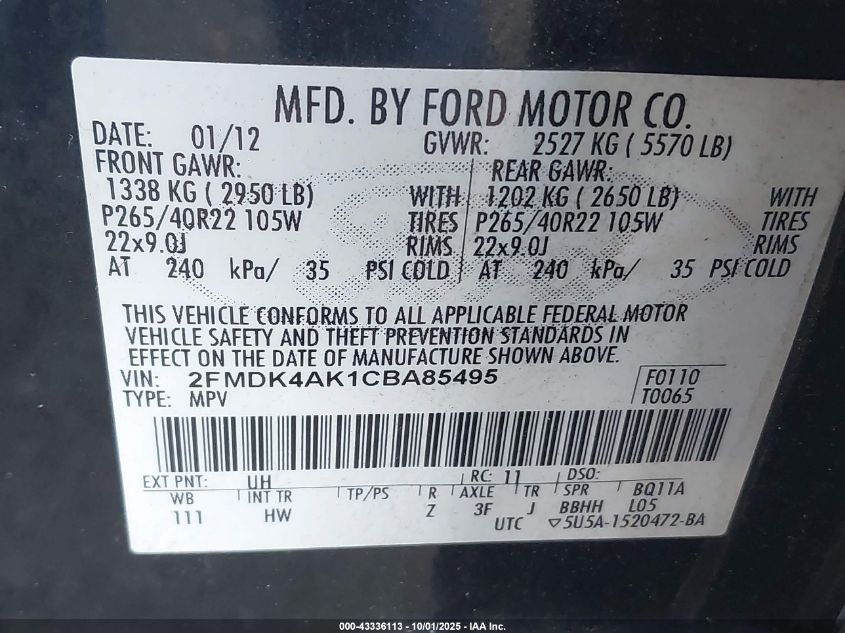 MFD. BY FORD MOTOR CO.
DATE: 01/12 GVWR: 2527 KG ( 5570 LB)
FRONT GAWR: REAR GAWR:
1338 KG ( 2950 LB) WITH 1202 KG ( 2650 LB) WITH
P265/40R22 105W TIRES P265/40R22 105W TIRES
22x9.0J RIMS 22x9.0J RIMS
AT 240 kPa/ 35 PSI COLD AT 240 kPa/ 35 PSI COLD
THIS VEHICLE CONFORMS TO ALL APPLICABLE FEDERAL MOTOR
VEHICLE SAFETY AND THEFT PREVENTION STANDARDS IN
EFFECT ON THE DATE OF MANUFACTURE SHOWN ABOVE.
VIN: 2FMDK4AK1CBA85495 F0110
TYPE: MPV T0065
EXT PNT: UH RC: 11 DSO:
WB INT TR TP/PS R AXLE TR SPR BQ11A
111 HW Z 3F J BBHH L05
UTC ▽5U5A-1520472-BA
000-43336113 - 10/01/2025 - IAA Inc.